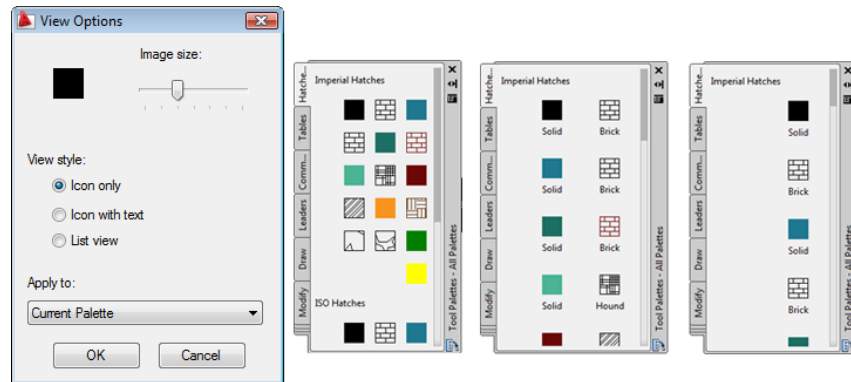 View Options
Image size:
View style:
Icon only
Icon with text
List view
Apply to:
Current Palette
OK
Cancel
Hatche...
Tables
Comm...
Leaders
Draw
Modify
Imperial Hatches
ISO Hatches
Tool Palettes - All Palettes
Hatche...
Tables
Comm...
Leaders
Draw
Modify
Imperial Hatches
Solid Brick
Solid Brick
Solid Brick
Solid Hound
Tool Palettes - All Palettes
Hatche...
Tables
Comm...
Leaders
Draw
Modify
Imperial Hatches
Solid
Brick
Solid
Brick
Tool Palettes - All Palettes